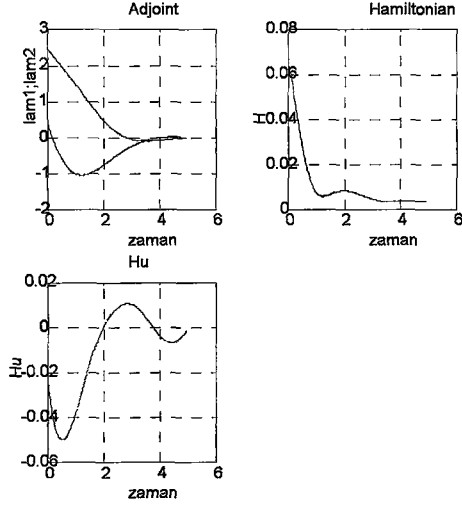 Adjoint
Hamiltonian
lam1;lam2
3
2
1
0
-1
-2
0 2 4 6
zaman
H
0.08
0.06
0.04
0.02
0
0 2 4 6
zaman
Hu
Hu
0.02
0
-0.02
-0.04
-0.06
0 2 4 6
zaman